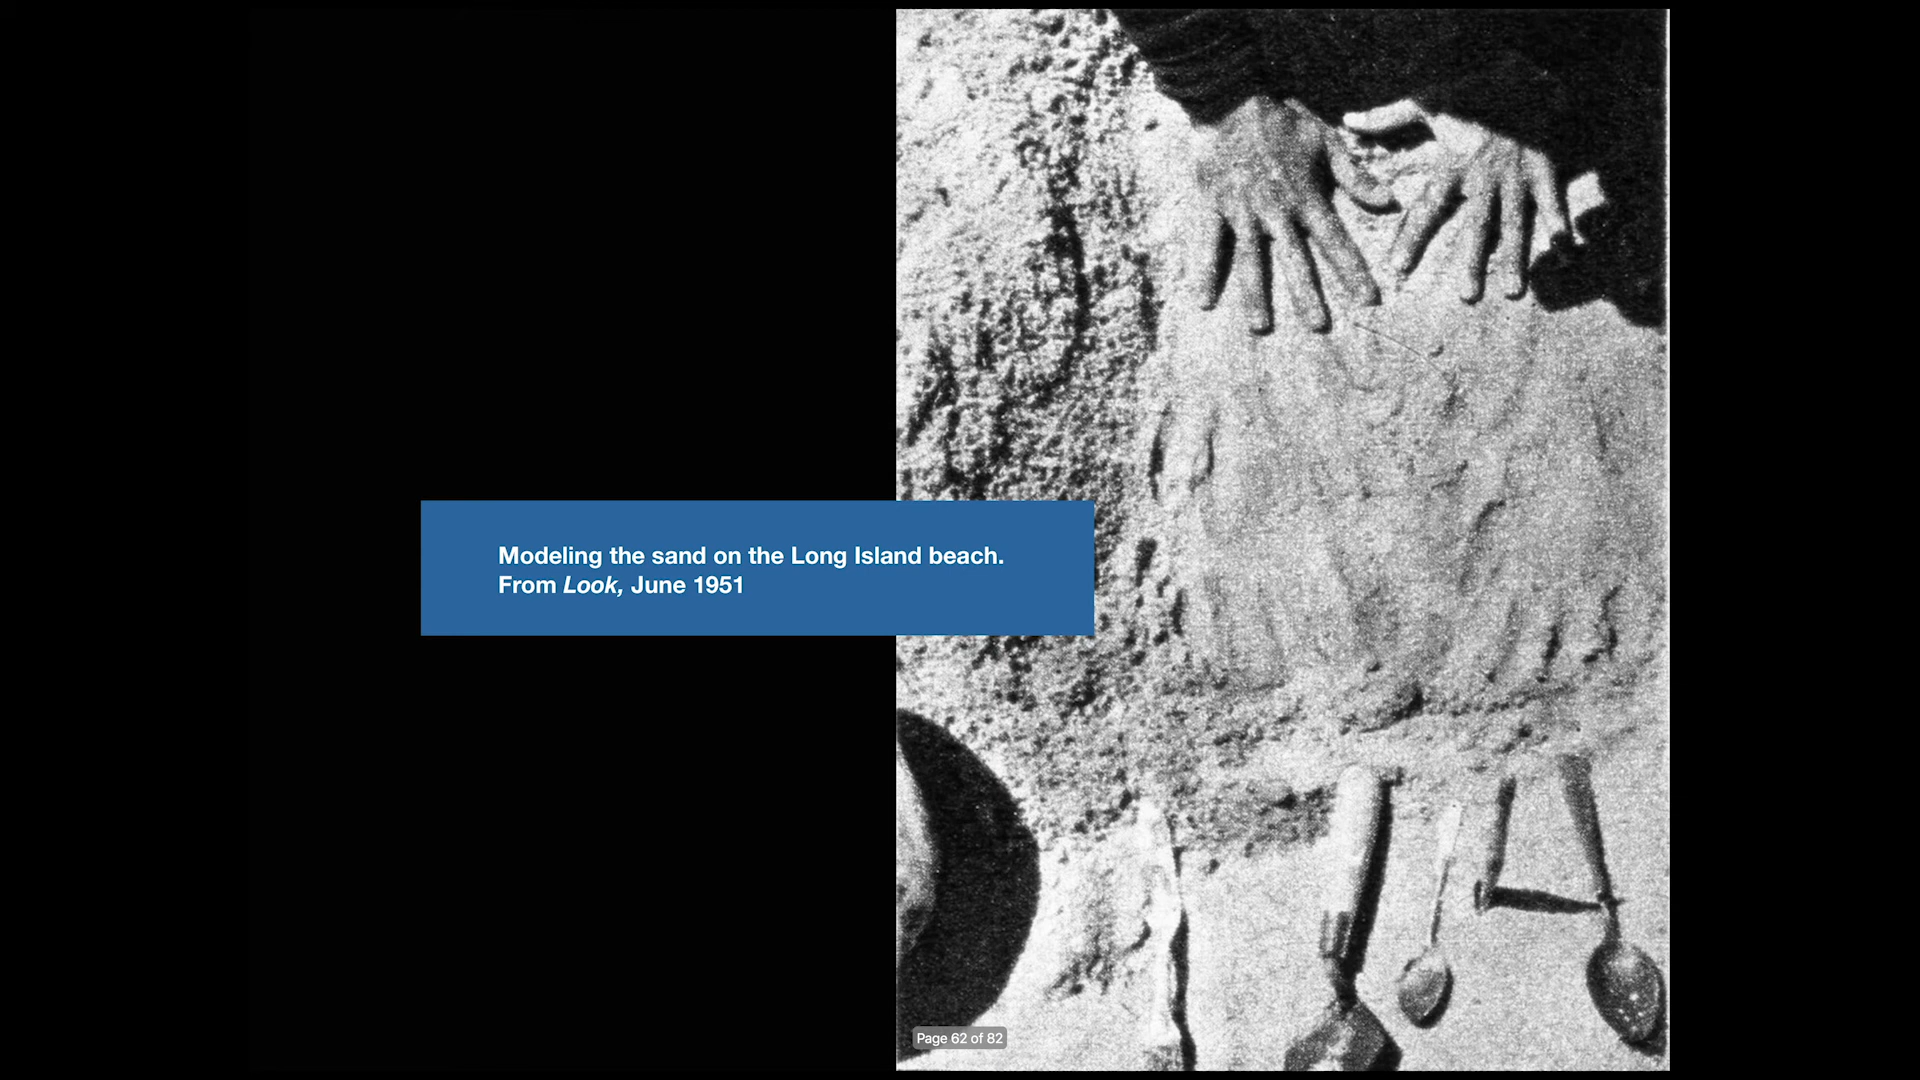 Modeling the sand on the Long Island beach.
From Look, June 1951
Page 62 of 82